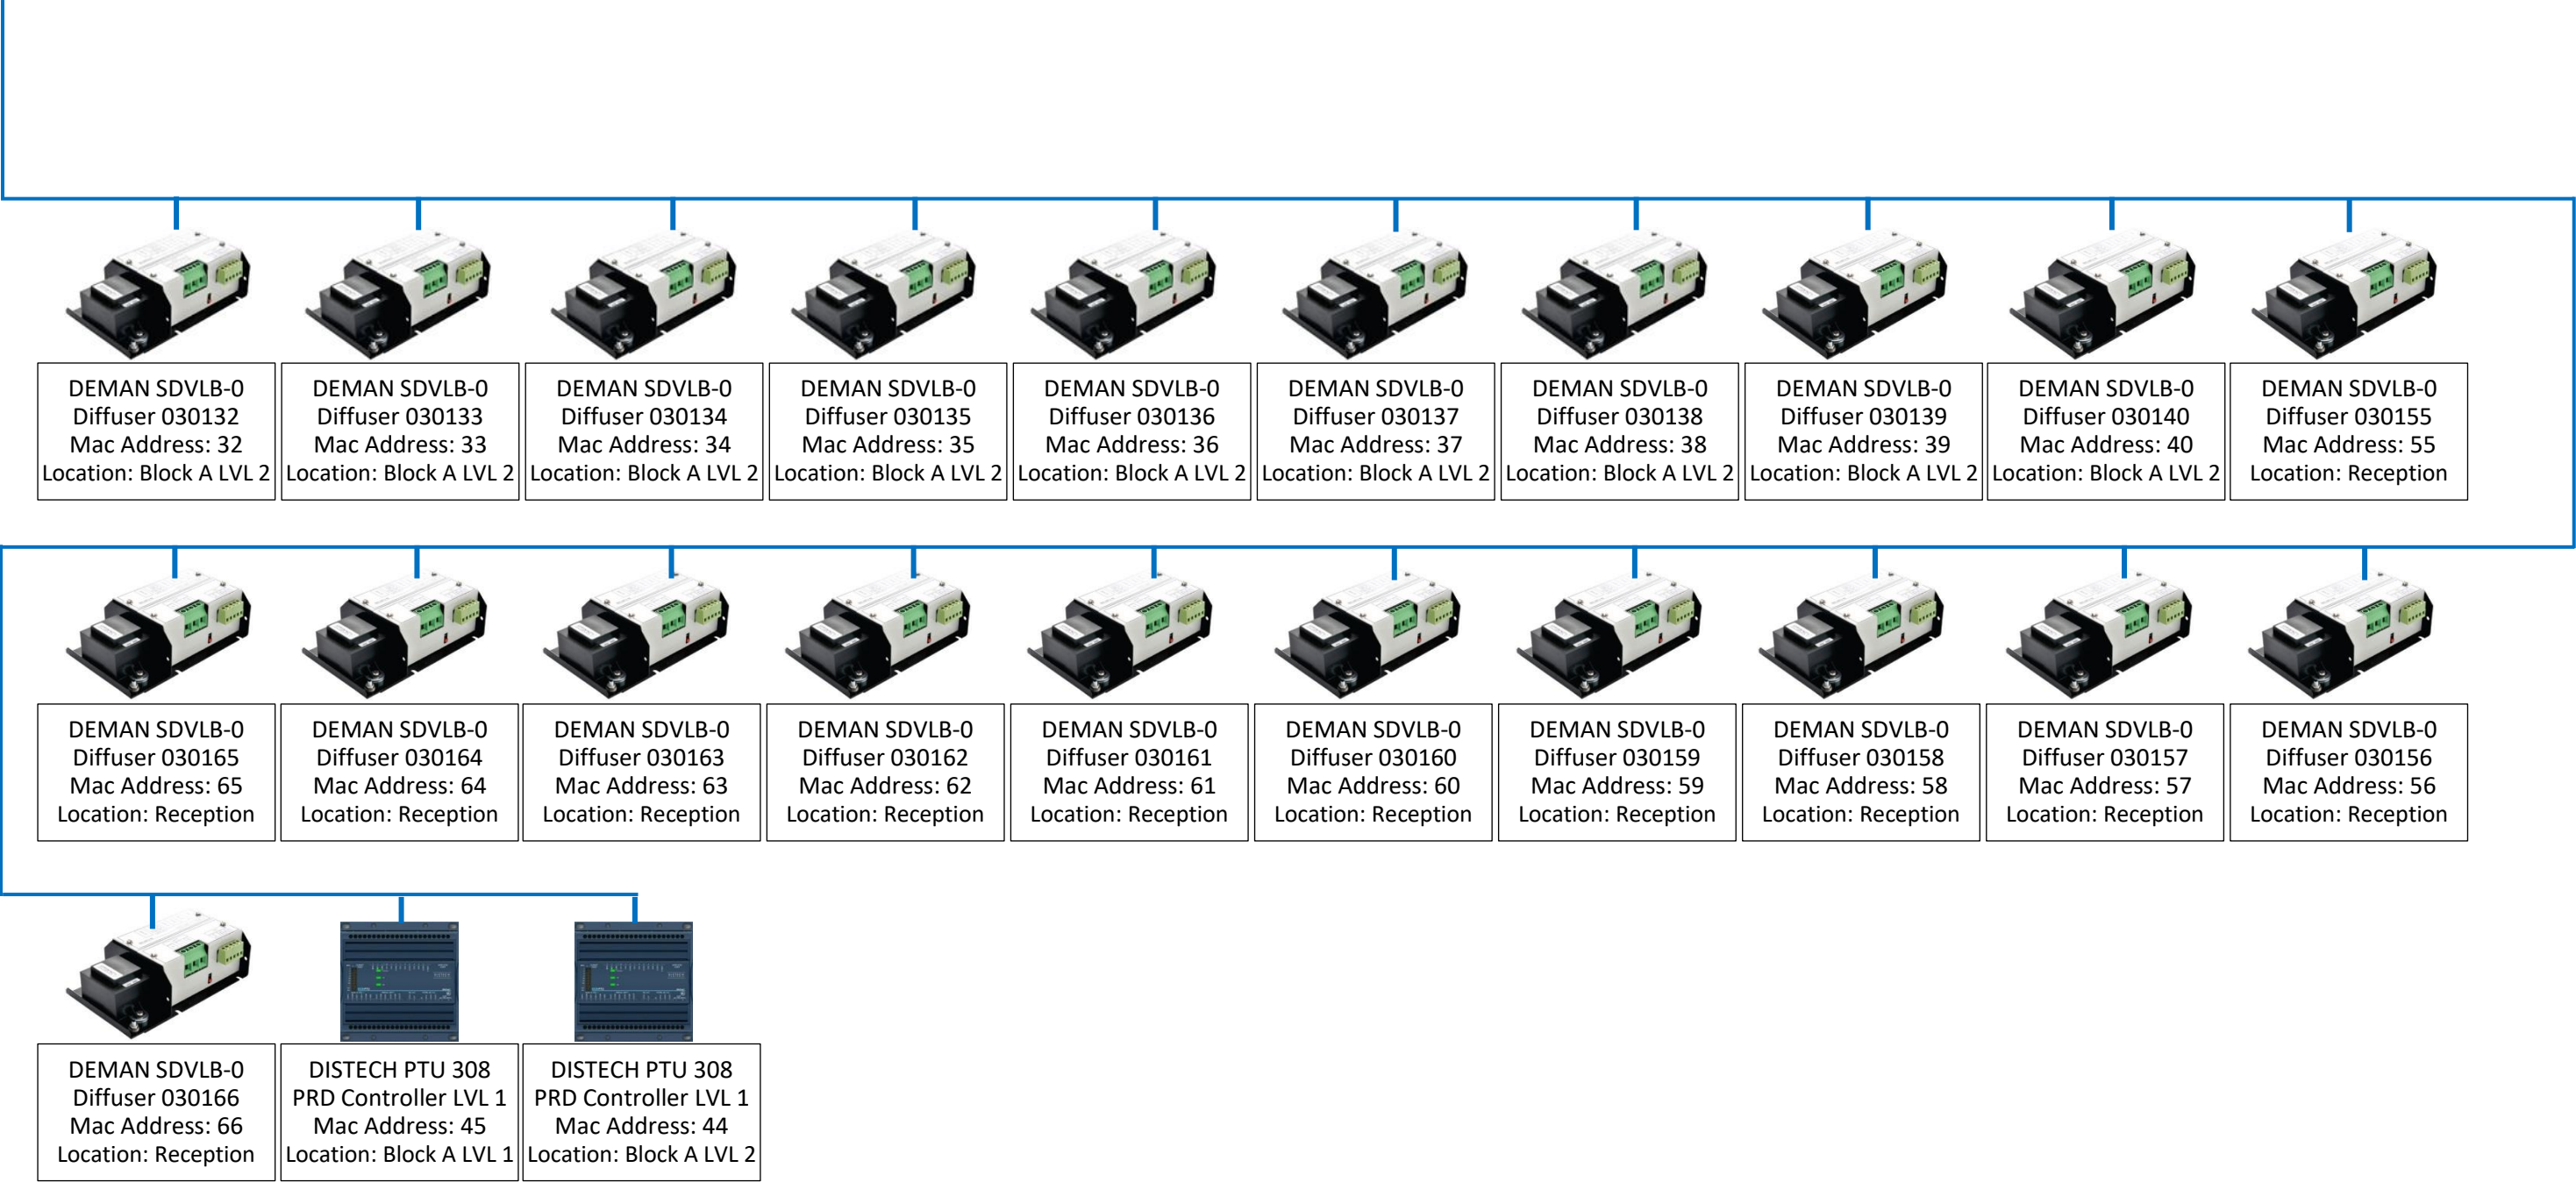 DEMAN SDVLB-0
Diffuser 030132
Mac Address: 32
Location: Block A LVL 2
DEMAN SDVLB-0
Diffuser 030133
Mac Address: 33
Location: Block A LVL 2
DEMAN SDVLB-0
Diffuser 030134
Mac Address: 34
Location: Block A LVL 2
DEMAN SDVLB-0
Diffuser 030135
Mac Address: 35
Location: Block A LVL 2
DEMAN SDVLB-0
Diffuser 030136
Mac Address: 36
Location: Block A LVL 2
DEMAN SDVLB-0
Diffuser 030137
Mac Address: 37
Location: Block A LVL 2
DEMAN SDVLB-0
Diffuser 030138
Mac Address: 38
Location: Block A LVL 2
DEMAN SDVLB-0
Diffuser 030139
Mac Address: 39
Location: Block A LVL 2
DEMAN SDVLB-0
Diffuser 030140
Mac Address: 40
Location: Block A LVL 2
DEMAN SDVLB-0
Diffuser 030155
Mac Address: 55
Location: Reception
DEMAN SDVLB-0
Diffuser 030165
Mac Address: 65
Location: Reception
DEMAN SDVLB-0
Diffuser 030164
Mac Address: 64
Location: Reception
DEMAN SDVLB-0
Diffuser 030163
Mac Address: 63
Location: Reception
DEMAN SDVLB-0
Diffuser 030162
Mac Address: 62
Location: Reception
DEMAN SDVLB-0
Diffuser 030161
Mac Address: 61
Location: Reception
DEMAN SDVLB-0
Diffuser 030160
Mac Address: 60
Location: Reception
DEMAN SDVLB-0
Diffuser 030159
Mac Address: 59
Location: Reception
DEMAN SDVLB-0
Diffuser 030158
Mac Address: 58
Location: Reception
DEMAN SDVLB-0
Diffuser 030157
Mac Address: 57
Location: Reception
DEMAN SDVLB-0
Diffuser 030156
Mac Address: 56
Location: Reception
DEMAN SDVLB-0
Diffuser 030166
Mac Address: 66
Location: Reception
DISTECH PTU 308
PRD Controller LVL 1
Mac Address: 45
Location: Block A LVL 1
DISTECH PTU 308
PRD Controller LVL 1
Mac Address: 44
Location: Block A LVL 2